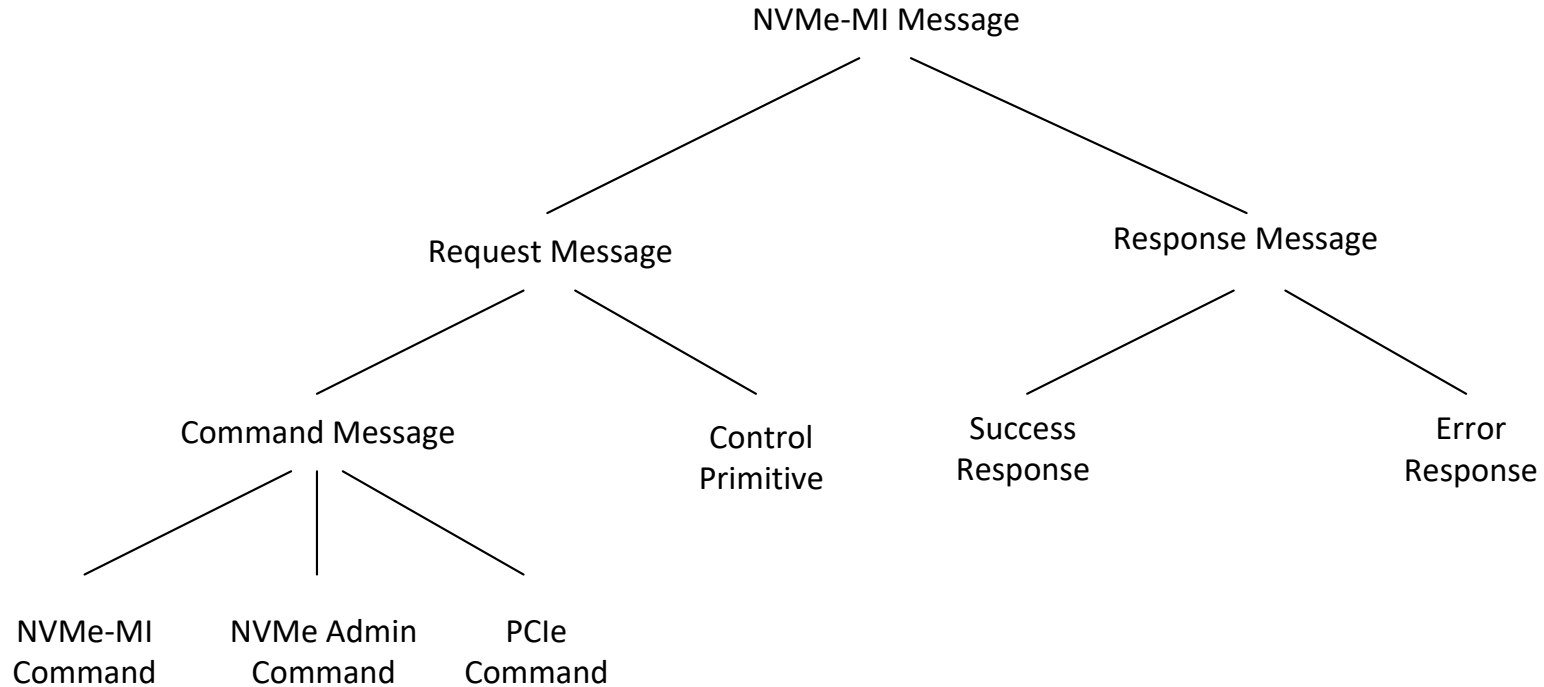 NVMe-MI Message
Request Message
Response Message
Command Message
Control
Primitive
Success
Response
Error
Response
NVMe-MI
Command
NVMe Admin
Command
PCIe
Command